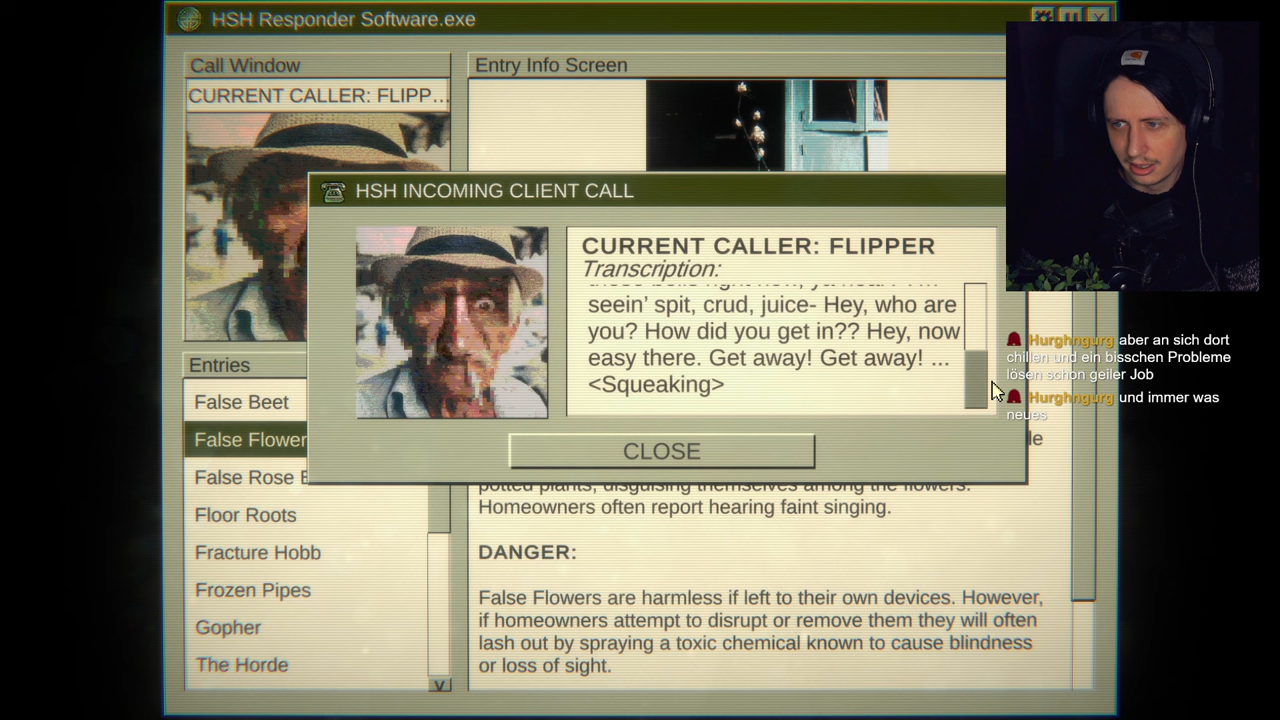 HSH Responder Software.exe
Call Window
CURRENT CALLER: FLIPP...
Entry Info Screen
HSH INCOMING CLIENT CALL
CURRENT CALLER: FLIPPER
Transcription:
seein' spit, crud, juice- Hey, who are
you? How did you get in?? Hey, now
easy there. Get away! Get away! ...
<Squeaking>
CLOSE
Entries
False Beet
False Flower
False Rose
Floor Roots
Fracture Hobb
Frozen Pipes
Gopher
The Horde
potted plants, disguising themselves among the flowers.
Homeowners often report hearing faint singing.
DANGER:
False Flowers are harmless if left to their own devices. However,
if homeowners attempt to disrupt or remove them they will often
lash out by spraying a toxic chemical known to cause blindness
or loss of sight.
Hurghngurg aber an sich dort
chillen und ein bisschen Probleme
lösen schon geiler Job
Hurghngurg und immer was
neues